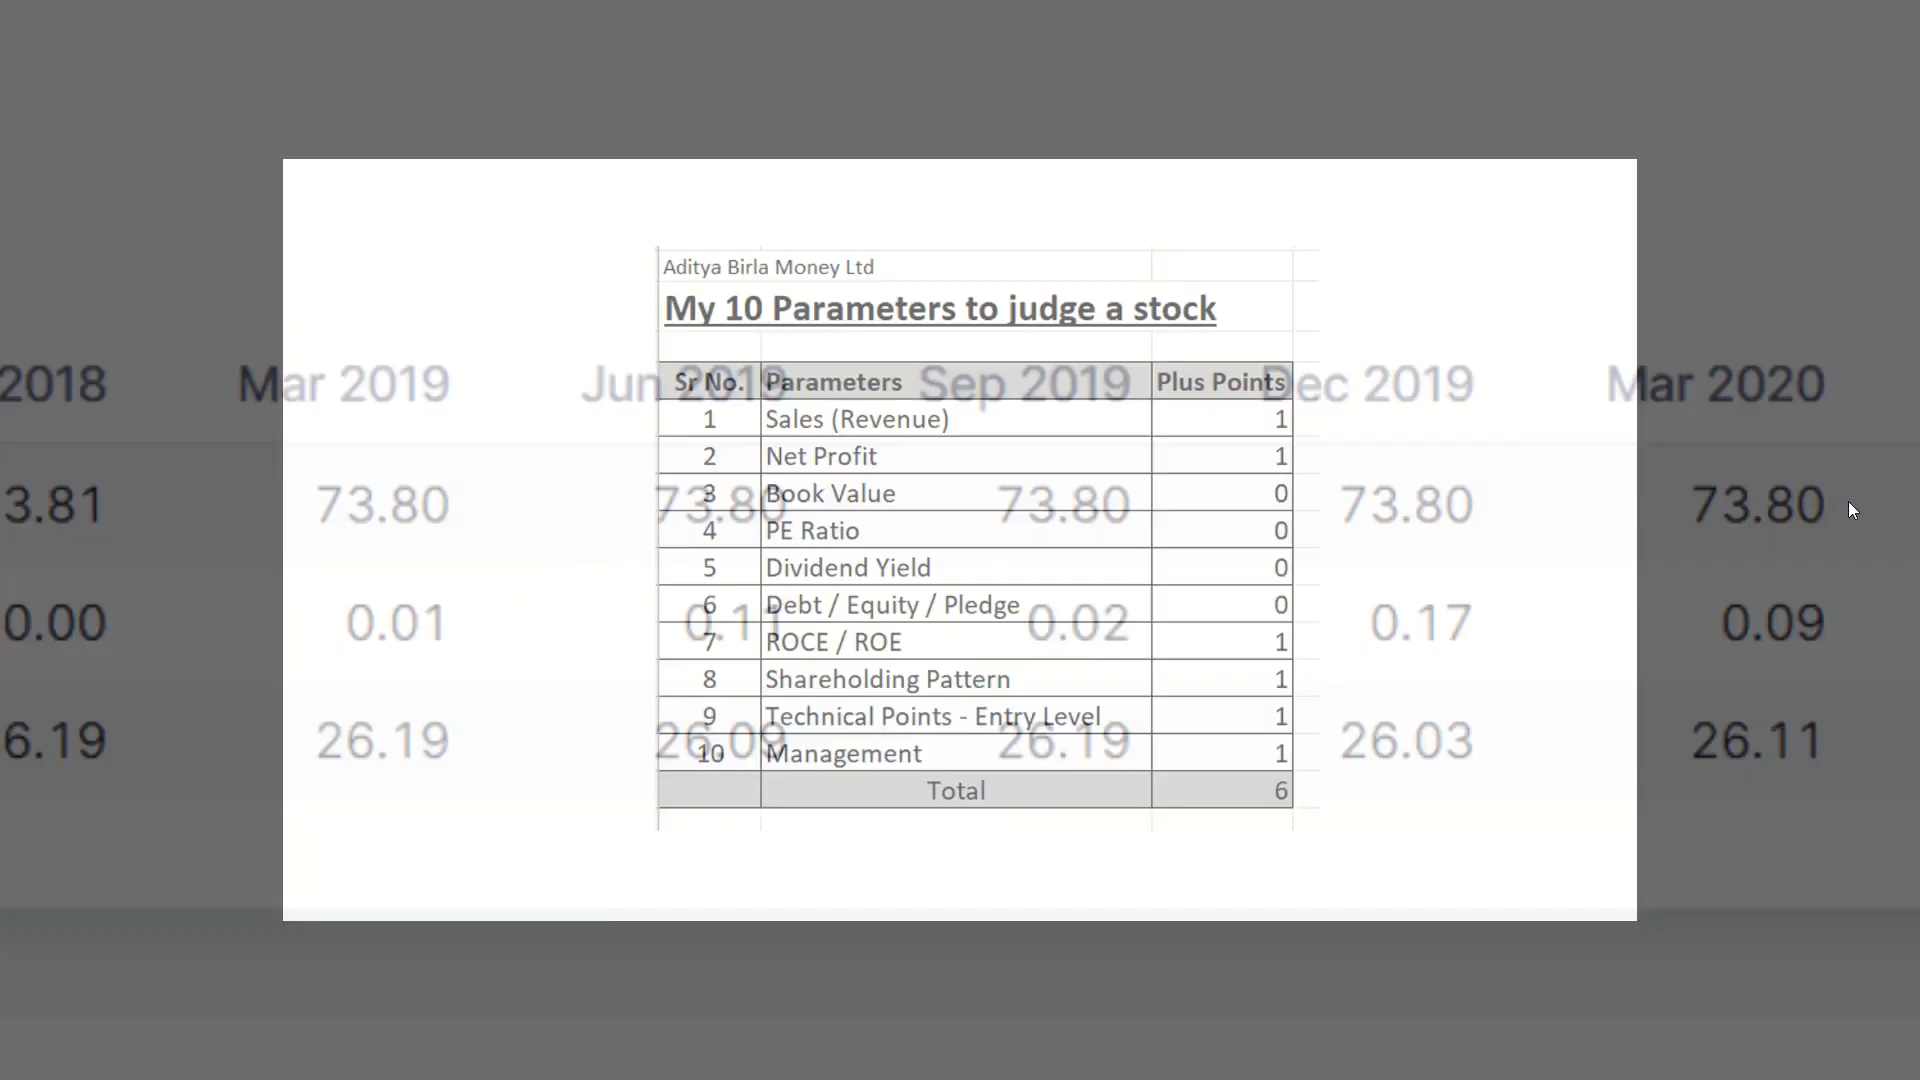 Aditya Birla Money Ltd
My 10 Parameters to judge a stock
Sr No. Parameters Plus Points
1 Sales (Revenue) 1
2 Net Profit 1
3 Book Value 0
4 PE Ratio 0
5 Dividend Yield 0
6 Debt / Equity / Pledge 0
7 ROCE / ROE 1
8 Shareholding Pattern 1
9 Technical Points - Entry Level 1
10 Management 1
Total 6
2018 Mar 2019 Jun 2019 Sep 2019 Dec 2019 Mar 2020
3.81 73.80 73.80 73.80 73.80 73.80
0.00 0.01 0.11 0.02 0.17 0.09
6.19 26.19 26.09 26.19 26.03 26.11